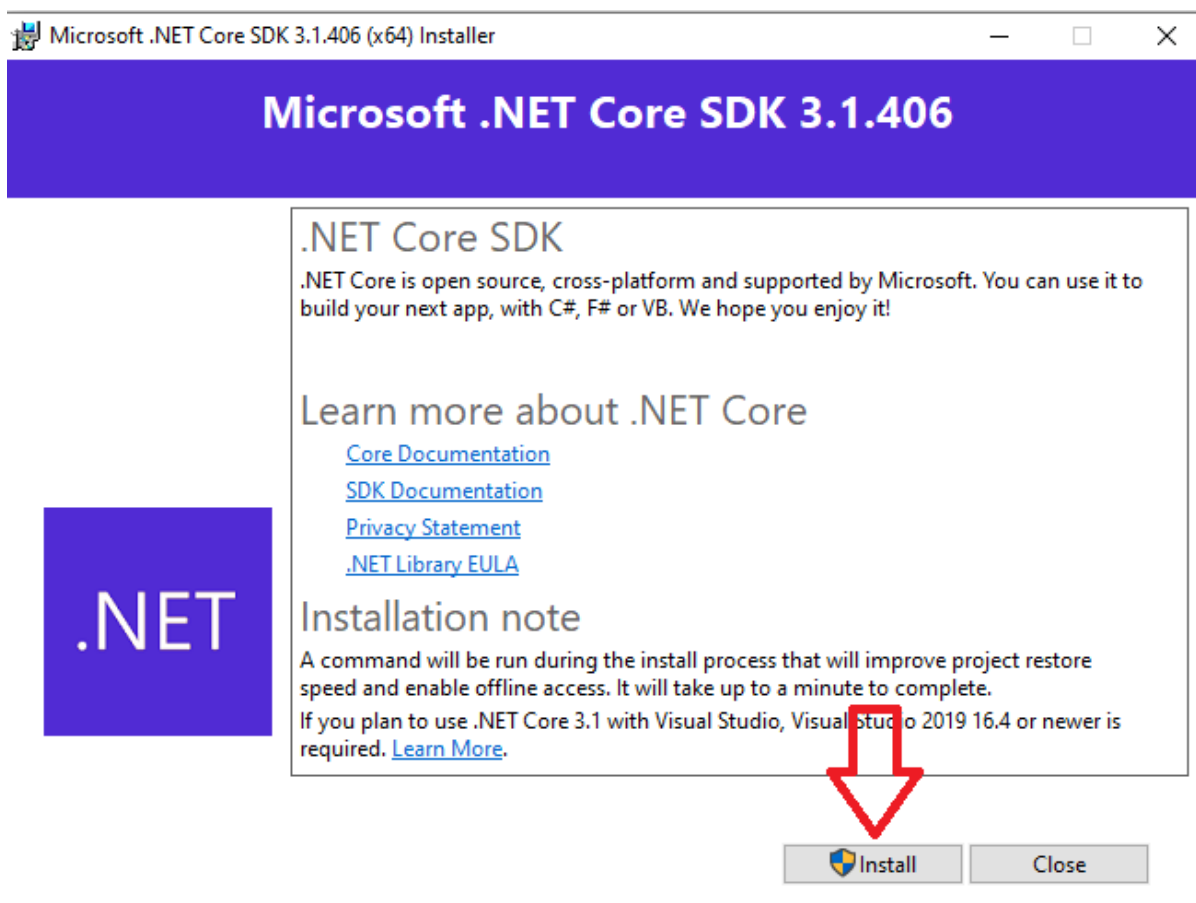 Microsoft .NET Core SDK 3.1.406 (x64) Installer
Microsoft .NET Core SDK 3.1.406
.NET Core SDK
.NET Core is open source, cross-platform and supported by Microsoft. You can use it to
build your next app, with C#, F# or VB. We hope you enjoy it!
Learn more about .NET Core
Core Documentation
SDK Documentation
Privacy Statement
.NET Library EULA
.NET
Installation note
A command will be run during the install process that will improve project restore
speed and enable offline access. It will take up to a minute to complete.
If you plan to use .NET Core 3.1 with Visual Studio, Visual Studio 2019 16.4 or newer is
required. Learn More.
Install
Close